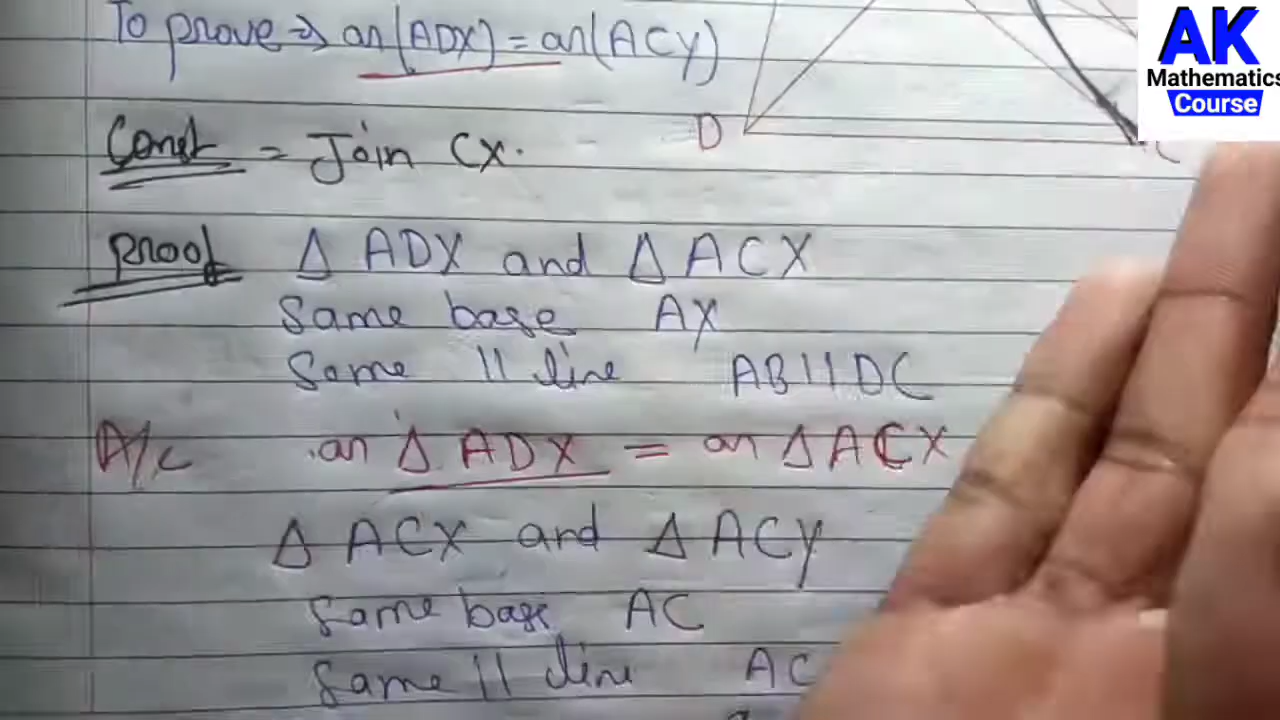 To prove ⇒ ar(ADX) = ar(ACY)
AK
Mathematics
Course
D
C
Const = Join CX.
Proof Δ ADX and Δ ACX
Same base AX
Same || line AB || DC
A/c ar Δ ADX = ar Δ ACX
Δ ACX and Δ ACY
Same base AC
Same || line AC